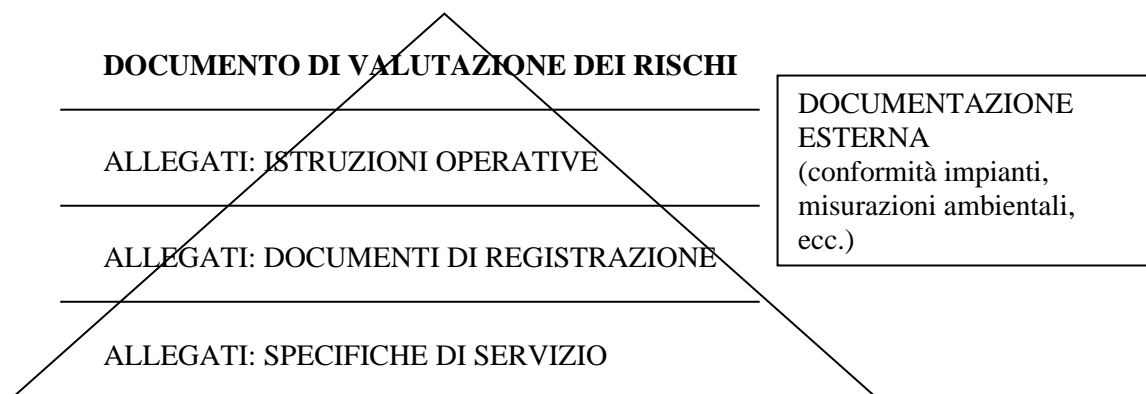 DOCUMENTO DI VALUTAZIONE DEI RISCHI
ALLEGATI: ISTRUZIONI OPERATIVE
ALLEGATI: DOCUMENTI DI REGISTRAZIONE
ALLEGATI: SPECIFICHE DI SERVIZIO
DOCUMENTAZIONE
ESTERNA
(conformità impianti,
misurazioni ambientali,
ecc.)